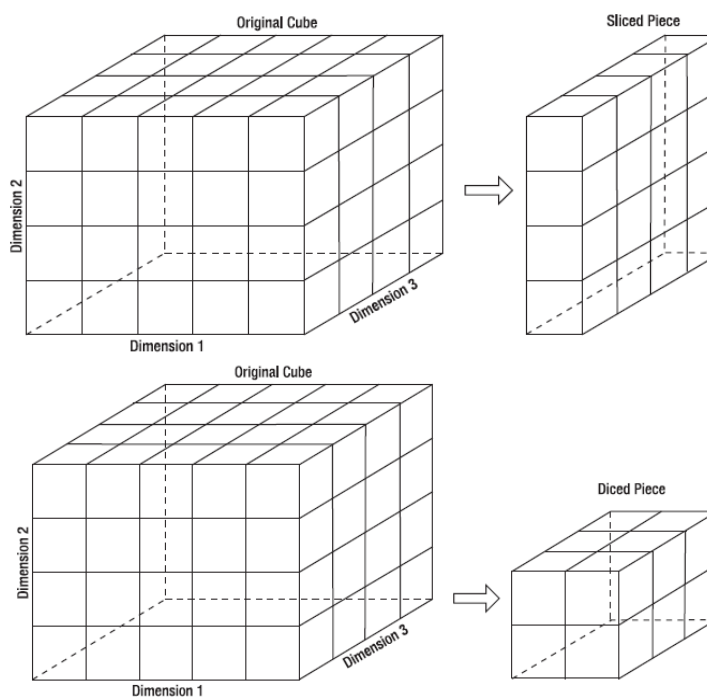 Original Cube
Sliced Piece
Dimension 2
Dimension 3
Dimension 1
Original Cube
Diced Piece
Dimension 2
Dimension 3
Dimension 1